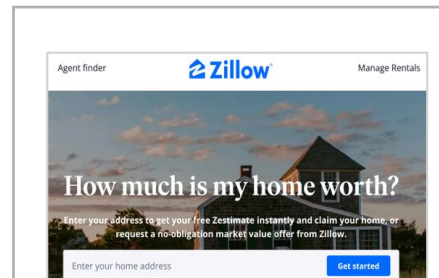 Agent finder
Zillow
Manage Rentals
How much is my home worth?
Enter your address to get your free Zestimate instantly and claim your home, or
request a no-obligation market value offer from Zillow.
Enter your home address
Get started